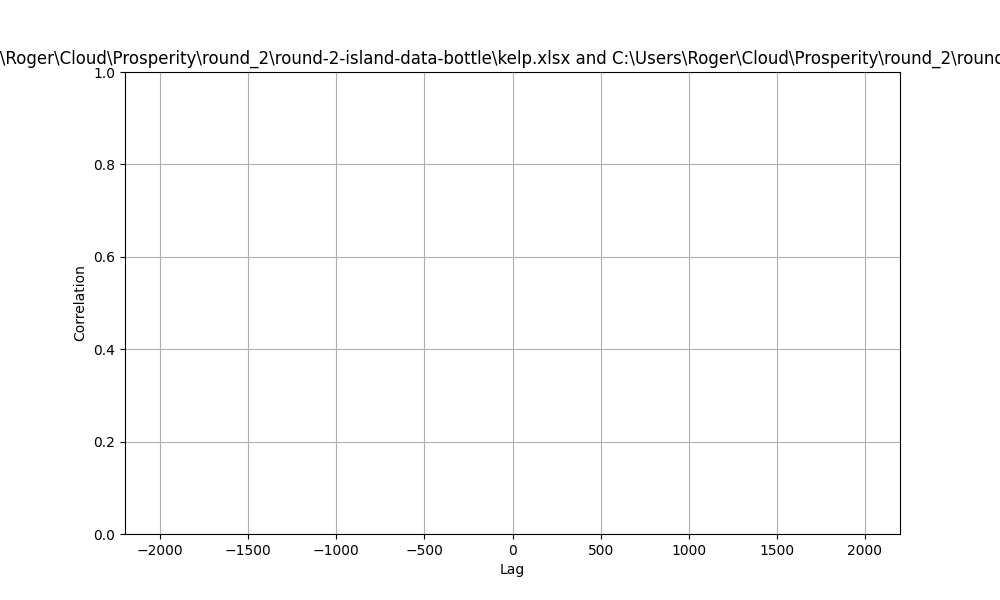 \Roger\Cloud\Prosperity\round_2\round-2-island-data-bottle\kelp.xlsx and C:\Users\Roger\Cloud\Prosperity\round_2\round
1.0
0.8
0.6
0.4
0.2
0.0
Correlation
−2000 −1500 −1000 −500 0 500 1000 1500 2000
Lag